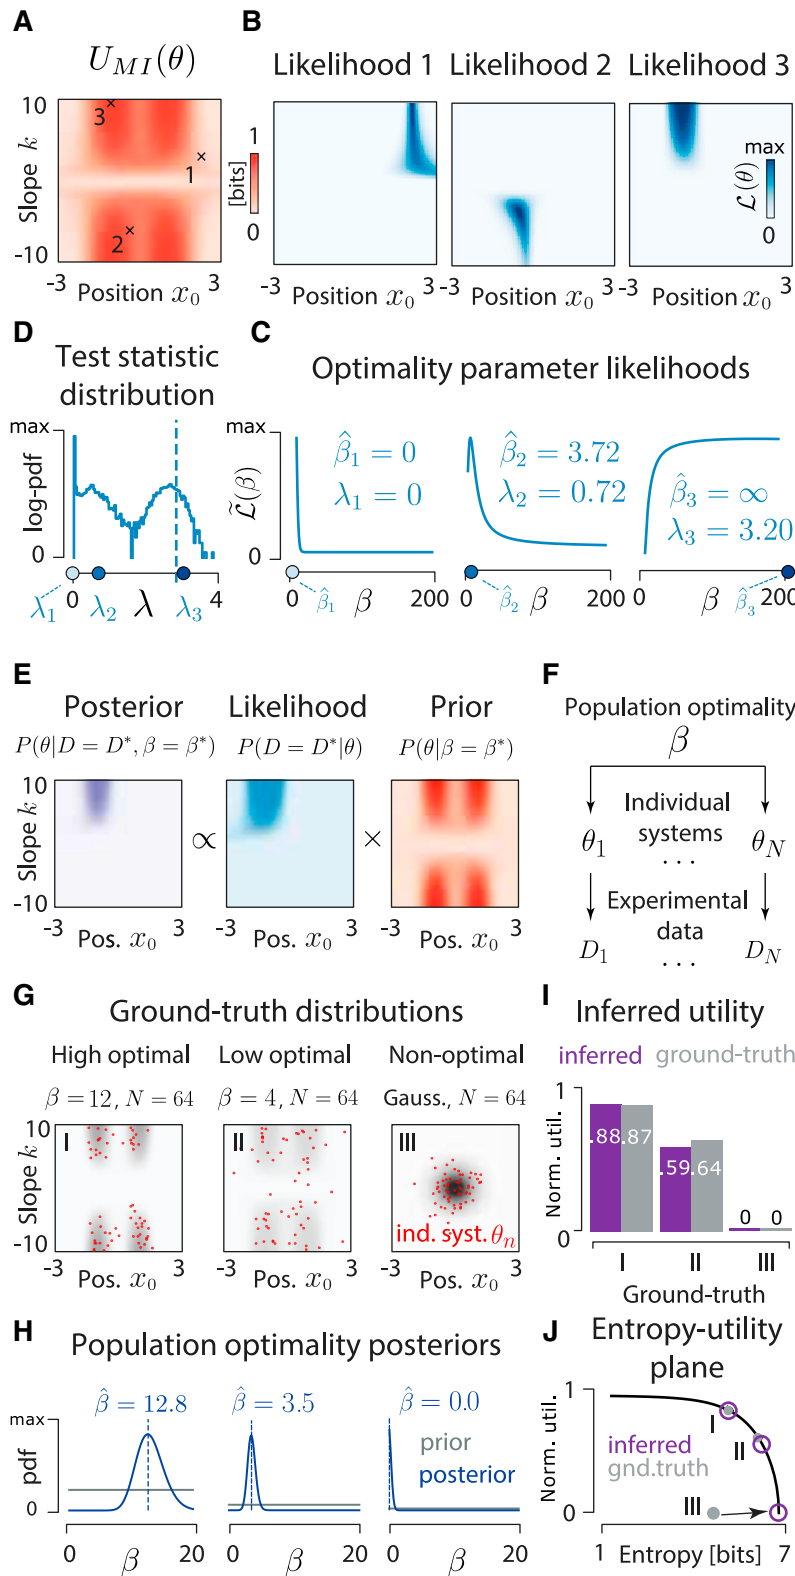 A
U_{MI}(θ)
10
Slope k
-10
-3
Position x₀
3
3
1
2
1
[bits]
0
B
Likelihood 1
Likelihood 2
Likelihood 3
max
ℒ(θ)
0
-3
Position x₀
3
-3
Position x₀
3
-3
Position x₀
3
D
Test statistic
distribution
max
log-pdf
0
0
λ
4
λ₁
λ₂
λ₃
C
Optimality parameter likelihoods
max
ℒ̃(β)
0
β̂₁ = 0
λ₁ = 0
β̂₂ = 3.72
λ₂ = 0.72
β̂₃ = ∞
λ₃ = 3.20
0
β̂₁
β
200
0
β̂₂
β
200
β
β̂₃
200
E
Posterior
Likelihood
Prior
P(θ|D = D*, β = β*)
P(D = D*|θ)
P(θ|β = β*)
10
Slope k
-10
∝
×
-3
Pos. x₀
3
-3
Pos. x₀
3
-3
Pos. x₀
3
F
Population optimality
β
Individual
systems
θ₁
. . .
θ_N
Experimental
data
D₁
. . .
D_N
G
Ground-truth distributions
High optimal
Low optimal
Non-optimal
β = 12, N = 64
β = 4, N = 64
Gauss., N = 64
10
Slope k
-10
I
II
III
ind. syst. θₙ
-3
Pos. x₀
3
-3
Pos. x₀
3
-3
Pos. x₀
3
I
Inferred utility
inferred
ground-truth
1
Norm. util.
0
.88
.87
.59
.64
0
0
I
II
III
Ground-truth
H
Population optimality posteriors
β̂ = 12.8
β̂ = 3.5
β̂ = 0.0
max
pdf
0
prior
posterior
0
β
20
0
β
20
0
β
20
J
Entropy-utility
plane
1
Norm. util.
0
I
II
III
inferred
gnd.truth
1
Entropy [bits]
7